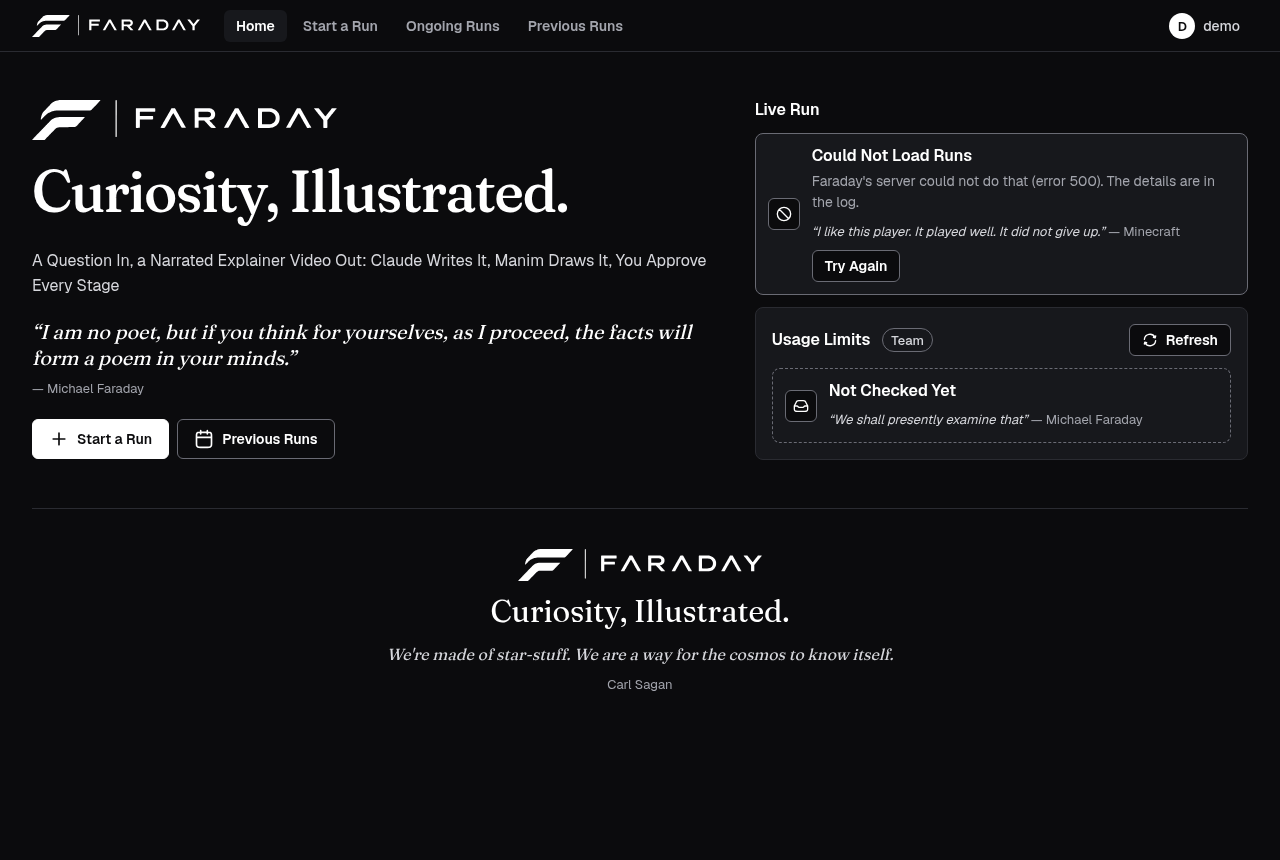 FARADAY
Home
Start a Run
Ongoing Runs
Previous Runs
D
demo
FARADAY
Curiosity, Illustrated.
A Question In, a Narrated Explainer Video Out: Claude Writes It, Manim Draws It, You Approve
Every Stage
“I am no poet, but if you think for yourselves, as I proceed, the facts will
form a poem in your minds.”
— Michael Faraday
Start a Run
Previous Runs
Live Run
Could Not Load Runs
Faraday's server could not do that (error 500). The details are in
the log.
“I like this player. It played well. It did not give up.” — Minecraft
Try Again
Usage Limits
Team
Refresh
Not Checked Yet
“We shall presently examine that” — Michael Faraday
FARADAY
Curiosity, Illustrated.
We're made of star-stuff. We are a way for the cosmos to know itself.
Carl Sagan